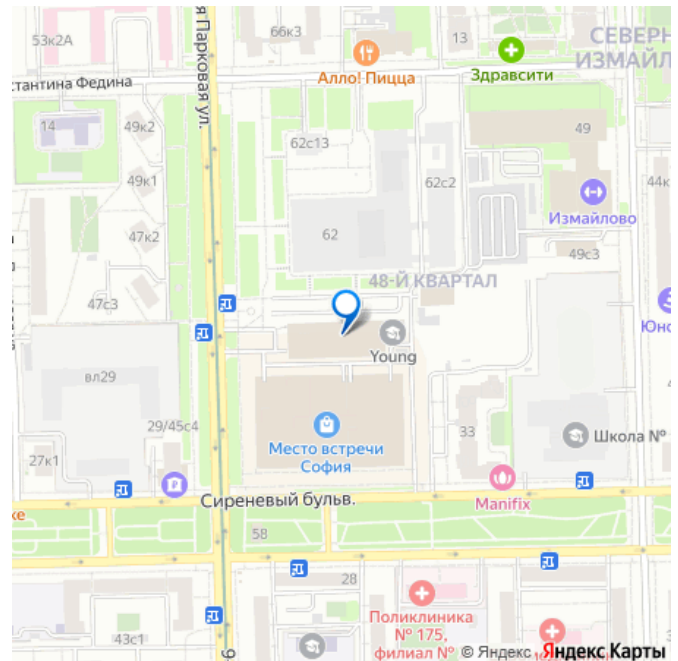 53к2А
66к3
13
СЕВЕРН
ИЗМАЙЛ
я Парковая ул.
Алло! Пицца
Здравсити
стантина Федина
14
49к2
62с13
49
49к1
62с2
44к
Измайлово
47к2
62
49с3
48-Й КВАРТАЛ
47с3
Юно
Young
вл29
29/45с4
33
Школа №
Место встречи
София
27к1
Сиреневый бульв.
Manifix
ке
58
28
Поликлиника
№ 175,
филиал №
43с1
9
© Яндекс
Яндекс Карты